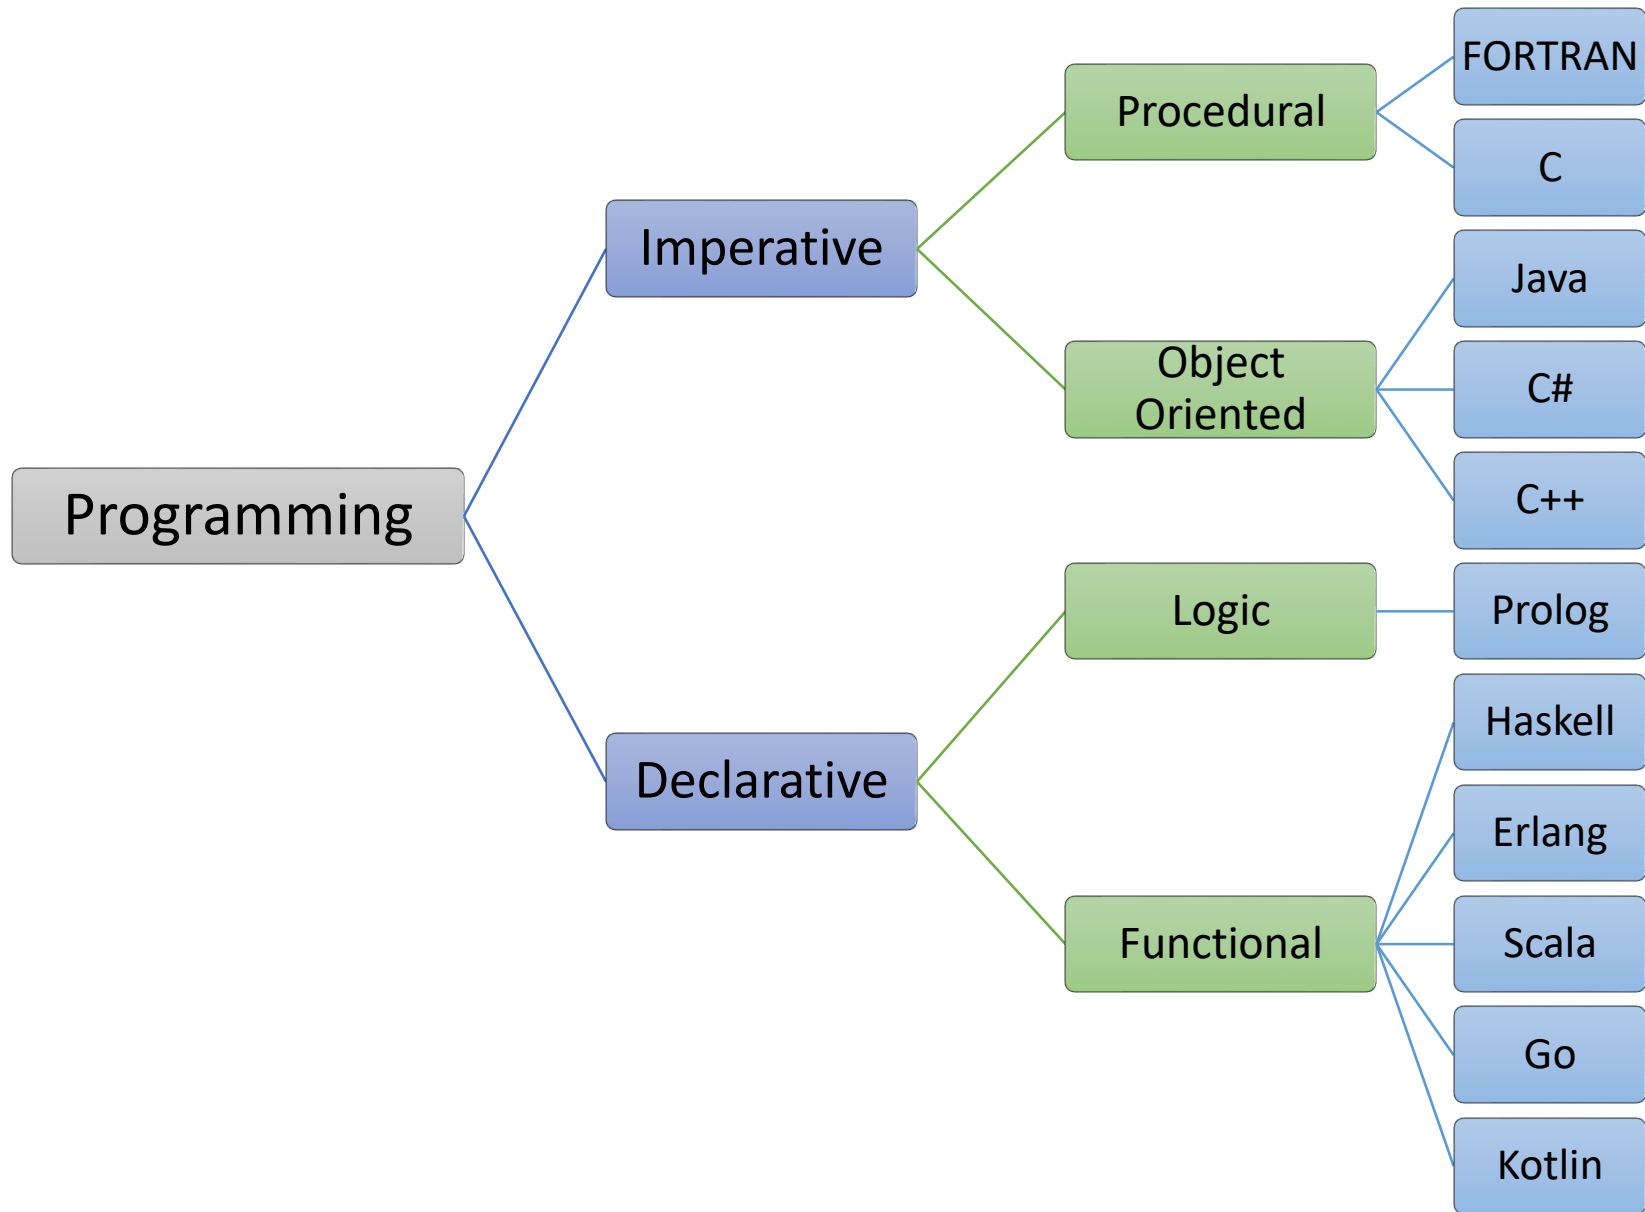 Programming
Imperative
Procedural
FORTRAN
C
Object
Oriented
Java
C#
C++
Declarative
Logic
Prolog
Functional
Haskell
Erlang
Scala
Go
Kotlin